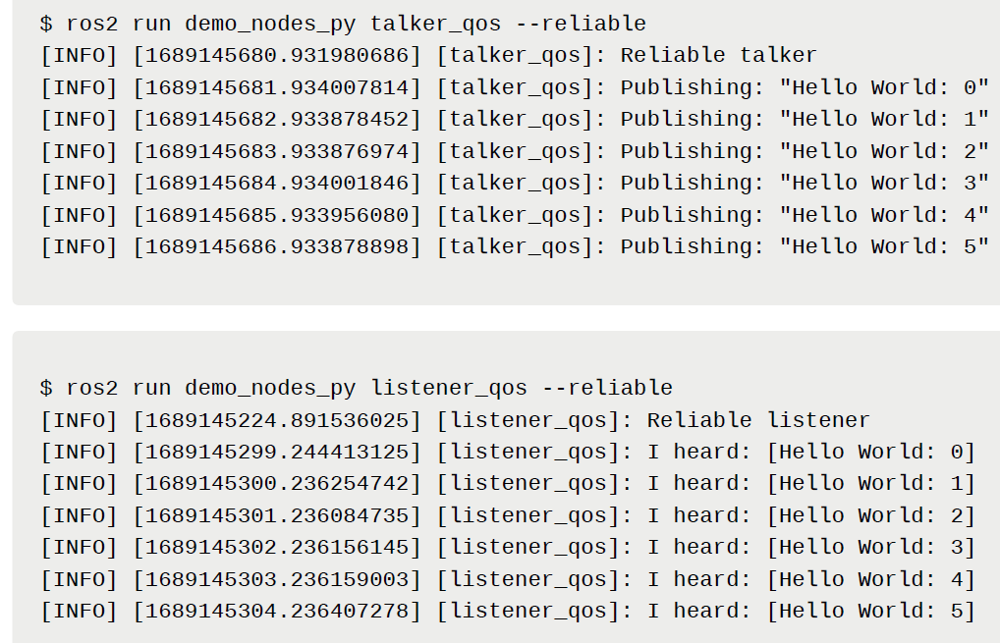 $ ros2 run demo_nodes_py talker_qos --reliable
[INFO] [1689145680.931980686] [talker_qos]: Reliable talker
[INFO] [1689145681.934007814] [talker_qos]: Publishing: "Hello World: 0"
[INFO] [1689145682.933878452] [talker_qos]: Publishing: "Hello World: 1"
[INFO] [1689145683.933876974] [talker_qos]: Publishing: "Hello World: 2"
[INFO] [1689145684.934001846] [talker_qos]: Publishing: "Hello World: 3"
[INFO] [1689145685.933956080] [talker_qos]: Publishing: "Hello World: 4"
[INFO] [1689145686.933878898] [talker_qos]: Publishing: "Hello World: 5"
$ ros2 run demo_nodes_py listener_qos --reliable
[INFO] [1689145224.891536025] [listener_qos]: Reliable listener
[INFO] [1689145299.244413125] [listener_qos]: I heard: [Hello World: 0]
[INFO] [1689145300.236254742] [listener_qos]: I heard: [Hello World: 1]
[INFO] [1689145301.236084735] [listener_qos]: I heard: [Hello World: 2]
[INFO] [1689145302.236156145] [listener_qos]: I heard: [Hello World: 3]
[INFO] [1689145303.236159003] [listener_qos]: I heard: [Hello World: 4]
[INFO] [1689145304.236407278] [listener_qos]: I heard: [Hello World: 5]